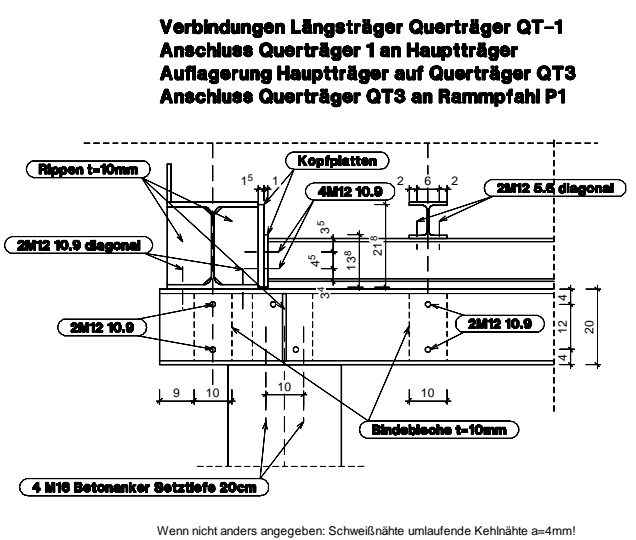 Verbindungen Längsträger Querträger QT-1
Anschluss Querträger 1 an Hauptträger
Auflagerung Hauptträger auf Querträger QT3
Anschluss Querträger QT3 an Rammpfahl P1
Kopfplatten
Rippen t=10mm
1⁵ 1
4M12 10.9
2 6 2
2M12 5.6 diagonal
3⁵
2M12 10.9 diagonal
4⁵
13⁸
21⁸
3⁴
2M12 10.9
2M12 10.9
4
12
20
4
9 10 10 10
Bindebleche t=10mm
4 M16 Betonanker Setztiefe 20cm
Wenn nicht anders angegeben: Schweißnähte umlaufende Kehlnähte a=4mm!